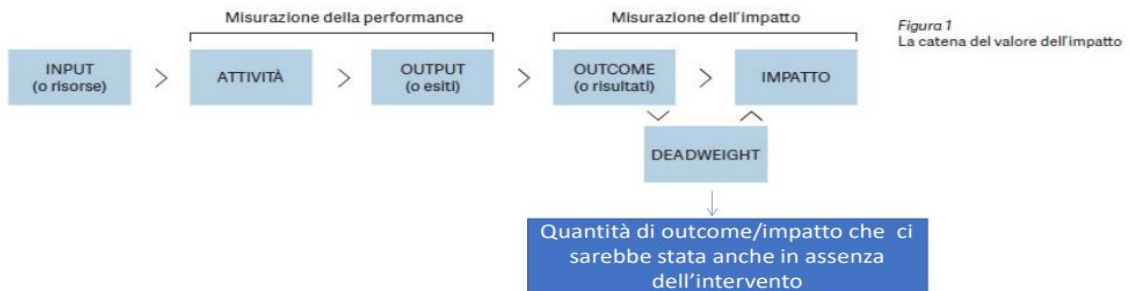 Misurazione della performance
Misurazione dell'impatto
Figura 1
La catena del valore dell'impatto
INPUT
(o risorse)
>
ATTIVITÀ
>
OUTPUT
(o esiti)
>
OUTCOME
(o risultati)
>
IMPATTO
DEADWEIGHT
Quantità di outcome/impatto che ci
sarebbe stata anche in assenza
dell'intervento